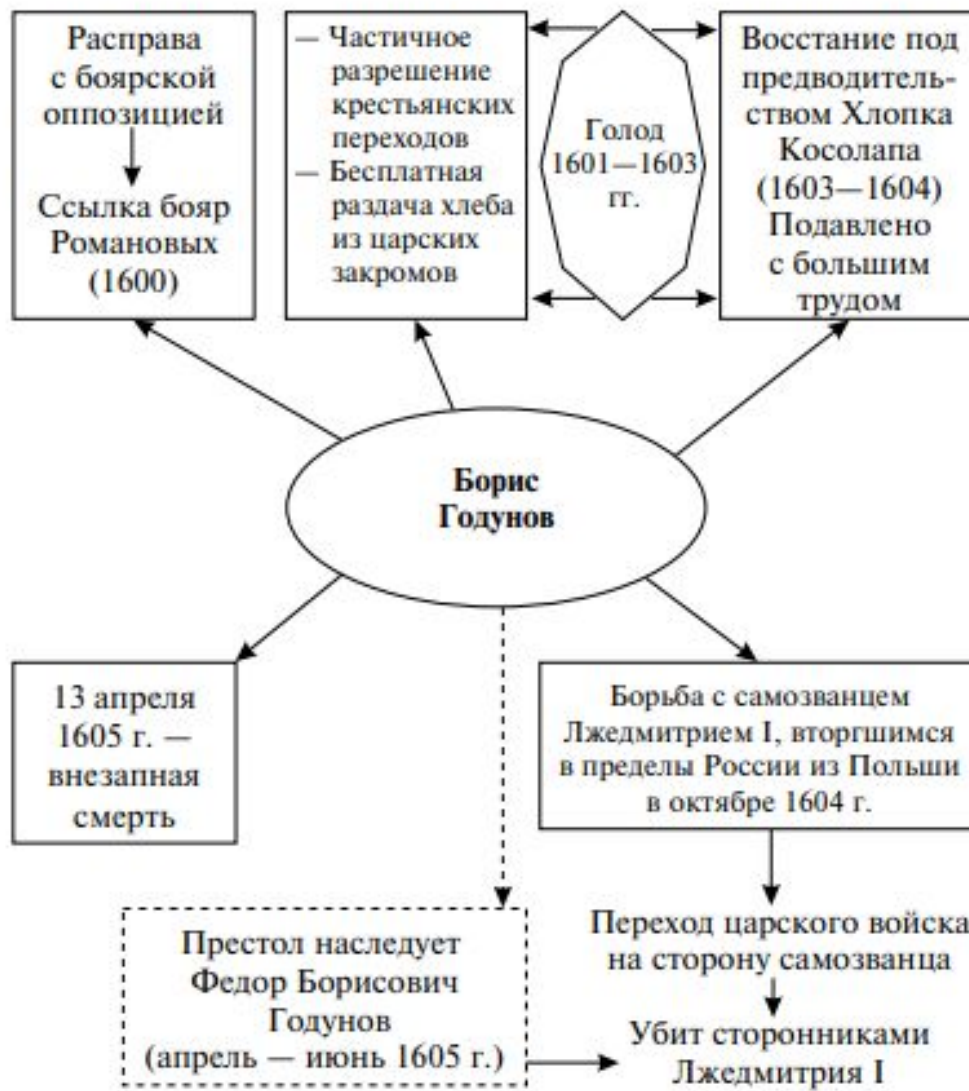 Расправа
с боярской
оппозицией
Ссылка бояр
Романовых
(1600)
— Частичное
разрешение
крестьянских
переходов
— Бесплатная
раздача хлеба
из царских
закромов
Голод
1601—1603
гг.
Восстание под
предводитель-
ством Хлопка
Косолапа
(1603—1604)
Подавлено
с большим
трудом
Борис
Годунов
13 апреля
1605 г. —
внезапная
смерть
Борьба с самозванцем
Лжедмитрием I, вторгшимся
в пределы России из Польши
в октябре 1604 г.
Престол наследует
Федор Борисович
Годунов
(апрель — июнь 1605 г.)
Переход царского войска
на сторону самозванца
Убит сторонниками
Лжедмитрия I